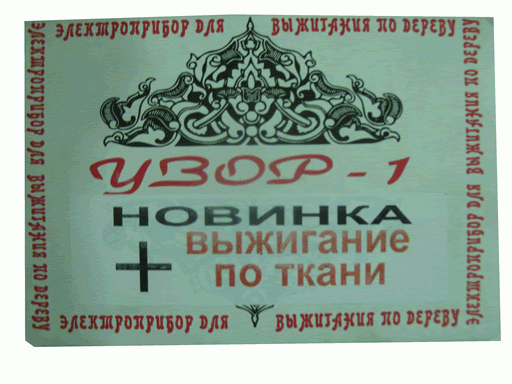 ЭЛЕКТРОПРИБОР ДЛЯ ВЫЖИГАНИЯ ПО ДЕРЕВУ
ЭЛЕКТРОПРИБОР ДЛЯ ВЫЖИГАНИЯ ПО ДЕРЕВУ
ЭЛЕКТРОПРИБОР ДЛЯ ВЫЖИГАНИЯ ПО ДЕРЕВУ
УЗОР-1
НОВИНКА
+ выжигание
по ткани
ЭЛЕКТРОПРИБОР ДЛЯ ВЫЖИГАНИЯ ПО ДЕРЕВУ